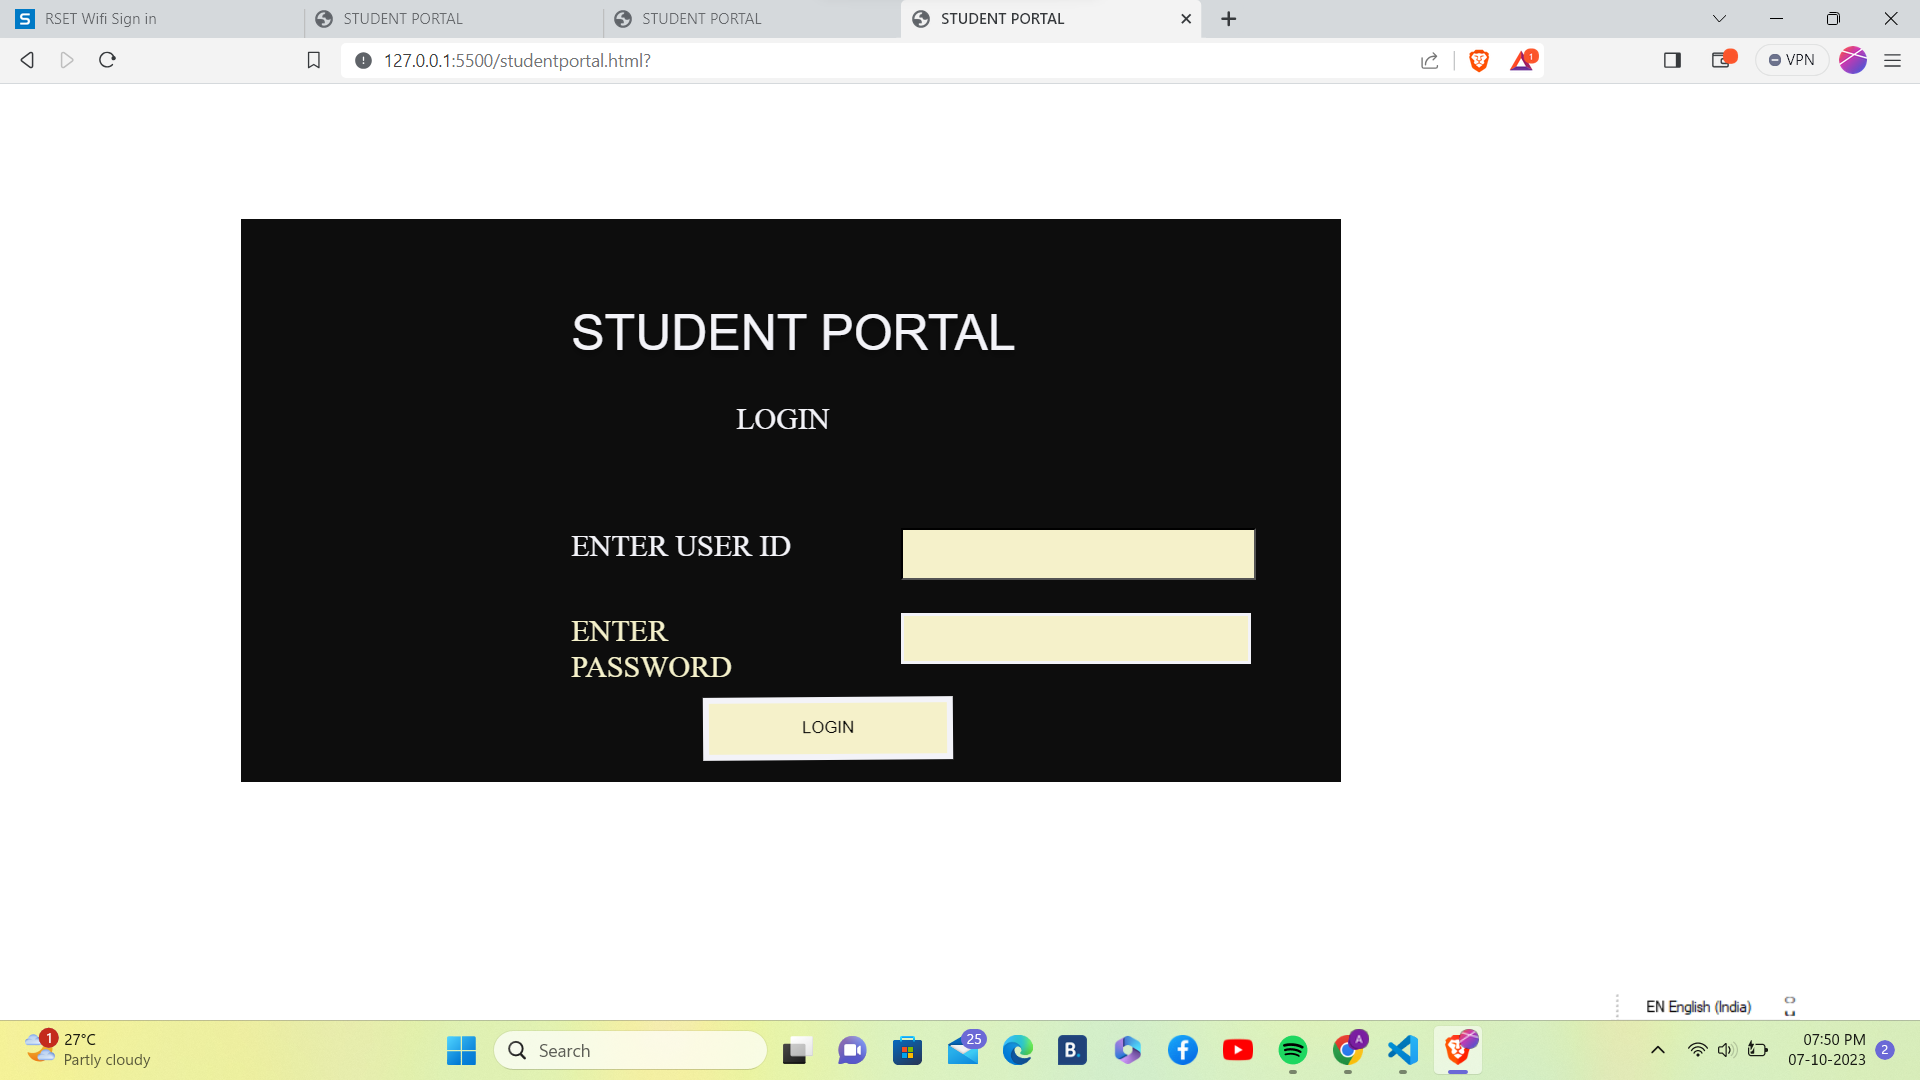 RSET Wifi Sign in
STUDENT PORTAL
STUDENT PORTAL
STUDENT PORTAL
127.0.0.1:5500/studentportal.html?
1
VPN
STUDENT PORTAL
LOGIN
ENTER USER ID
ENTER
PASSWORD
LOGIN
EN English (India)
1
27°C
Partly cloudy
Search
25
B.
A
07:50 PM
07-10-2023
2